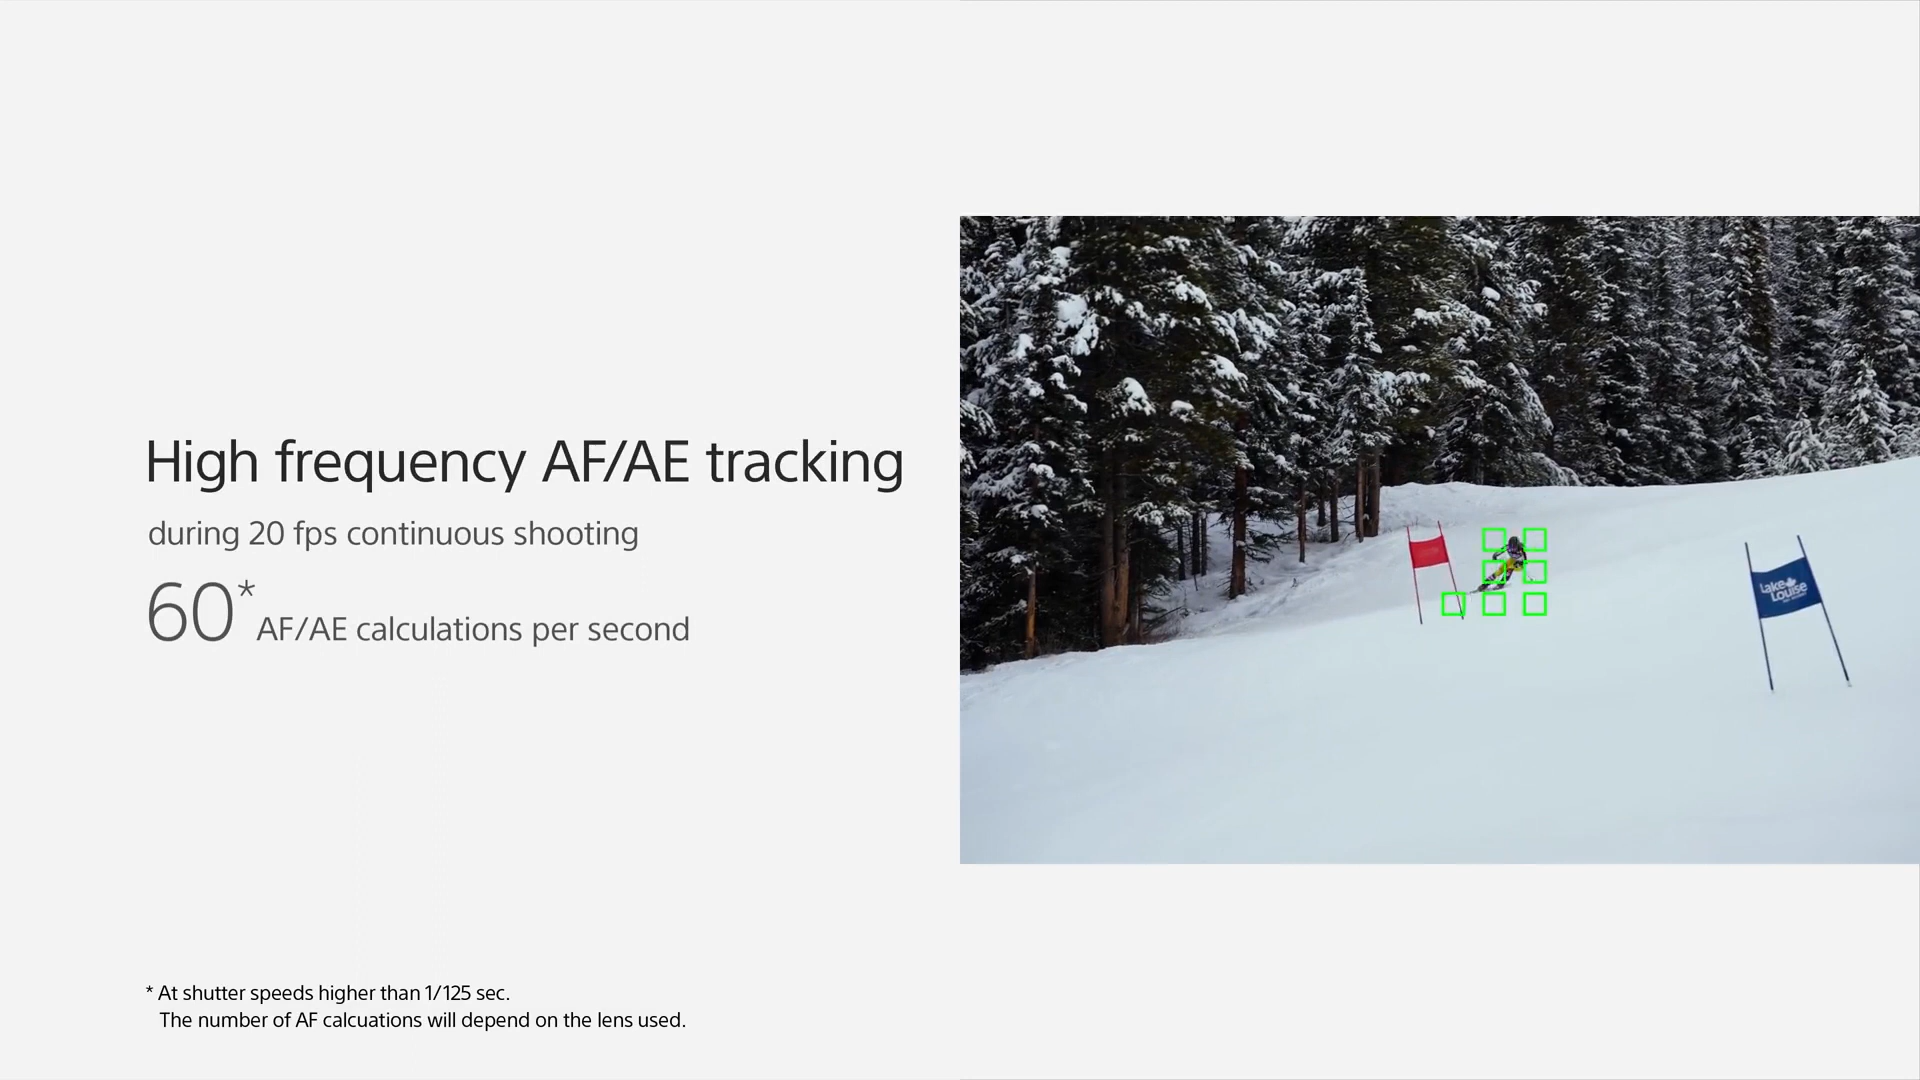 High frequency AF/AE tracking
during 20 fps continuous shooting
60* AF/AE calculations per second
Lake
Louise
* At shutter speeds higher than 1/125 sec.
The number of AF calcuations will depend on the lens used.